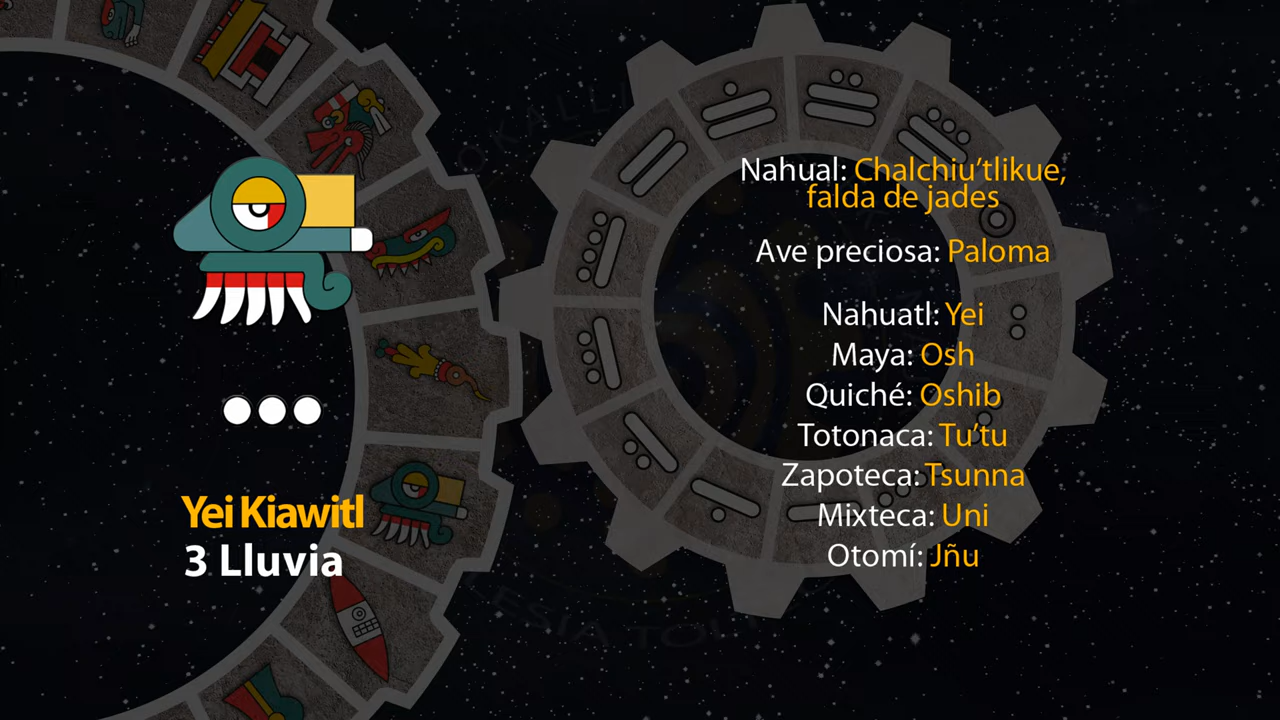 Yei Kiawitl
3 Lluvia
Nahual: Chalchiu’tlikue,
falda de jades
Ave preciosa: Paloma
Nahuatl: Yei
Maya: Osh
Quiché: Oshib
Totonaca: Tu’tu
Zapoteca: Tsunna
Mixteca: Uni
Otomí: Jñu